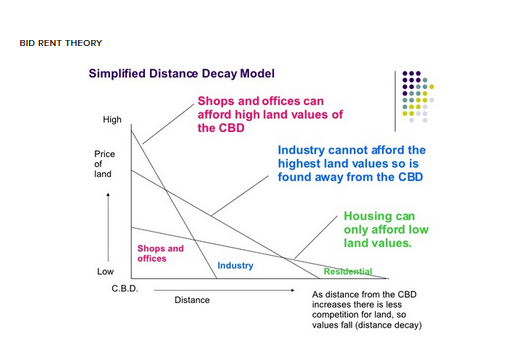 BID RENT THEORY
Simplified Distance Decay Model
Shops and offices can
afford high land values of
the CBD
High
Industry cannot afford the
highest land values so is
found away from the CBD
Price
of
land
Housing can
only afford low
land values.
Shops and
offices
Industry
Residential
Low
C.B.D.
Distance
As distance from the CBD
increases there is less
competition for land, so
values fall (distance decay)